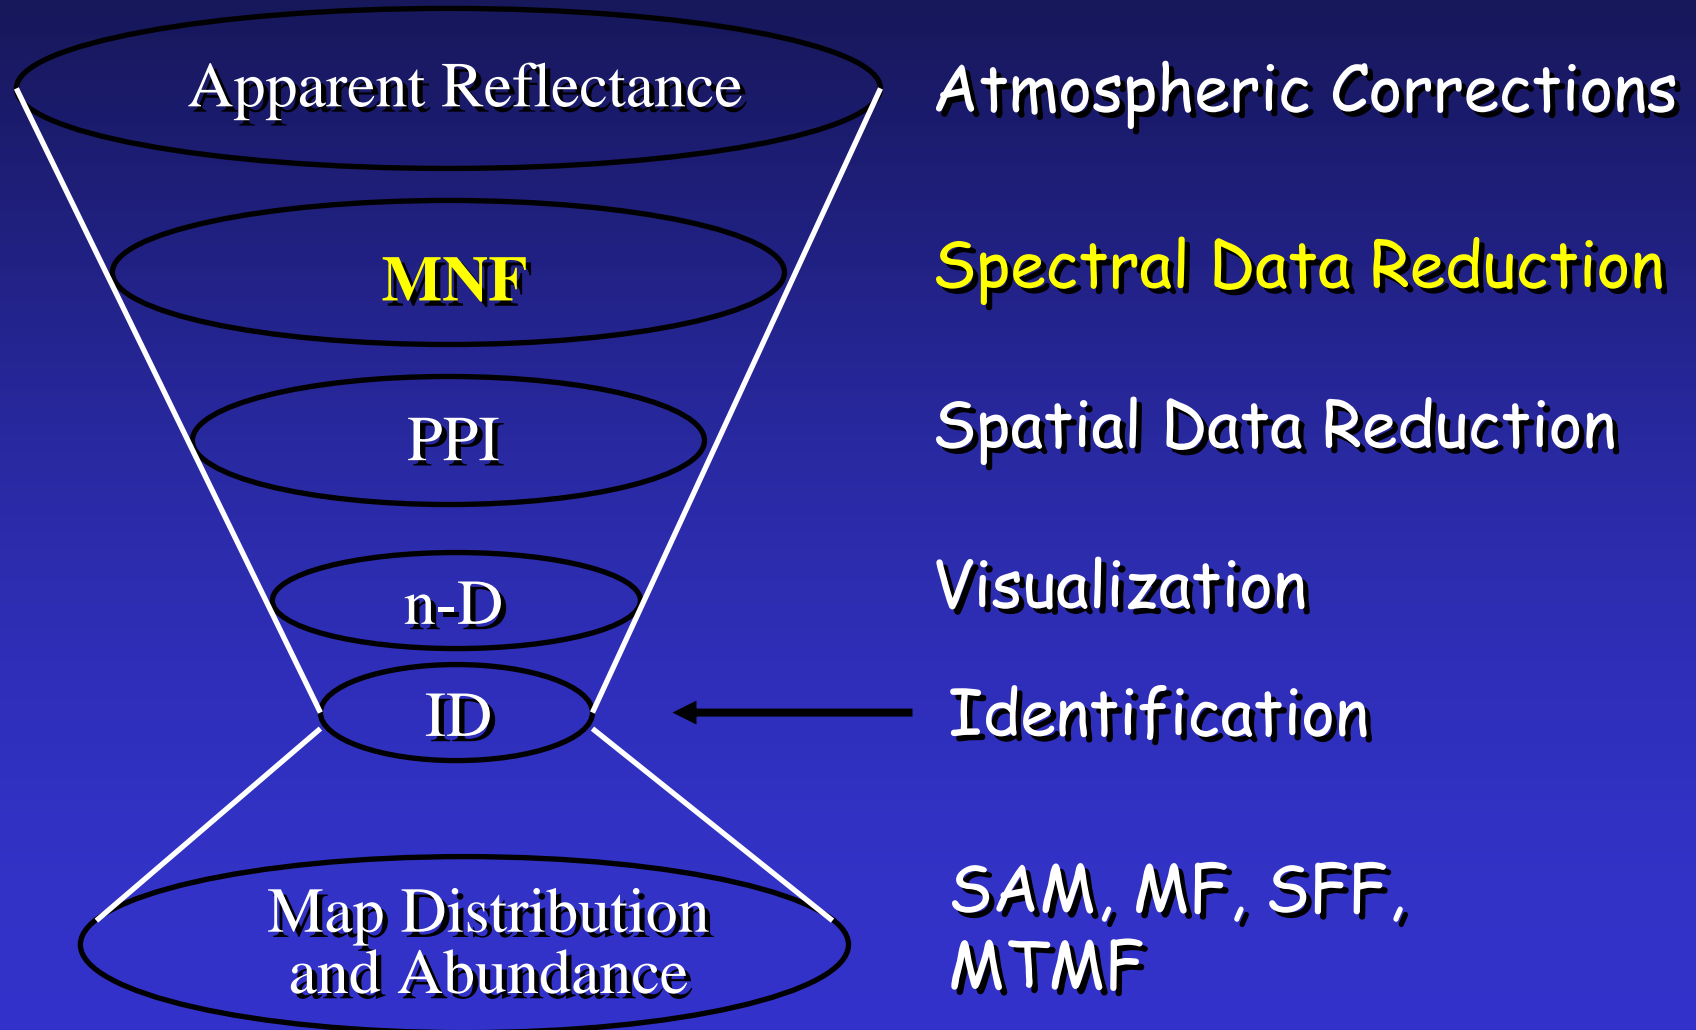 Apparent Reflectance
Atmospheric Corrections
MNF
Spectral Data Reduction
PPI
Spatial Data Reduction
n-D
Visualization
ID
Identification
Map Distribution
and Abundance
SAM, MF, SFF,
MTMF